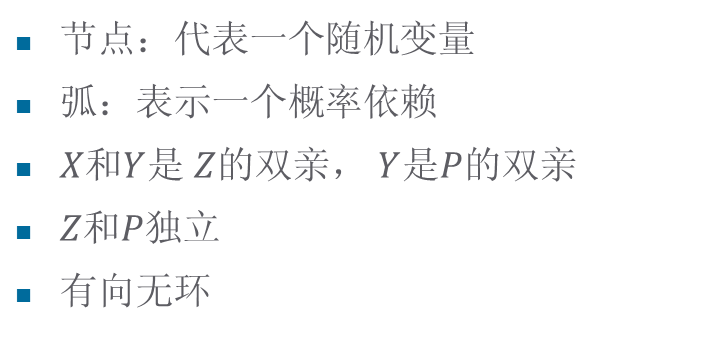 ▪ 节点：代表一个随机变量
▪ 弧：表示一个概率依赖
▪ X和Y是 Z的双亲， Y是P的双亲
▪ Z和P独立
▪ 有向无环